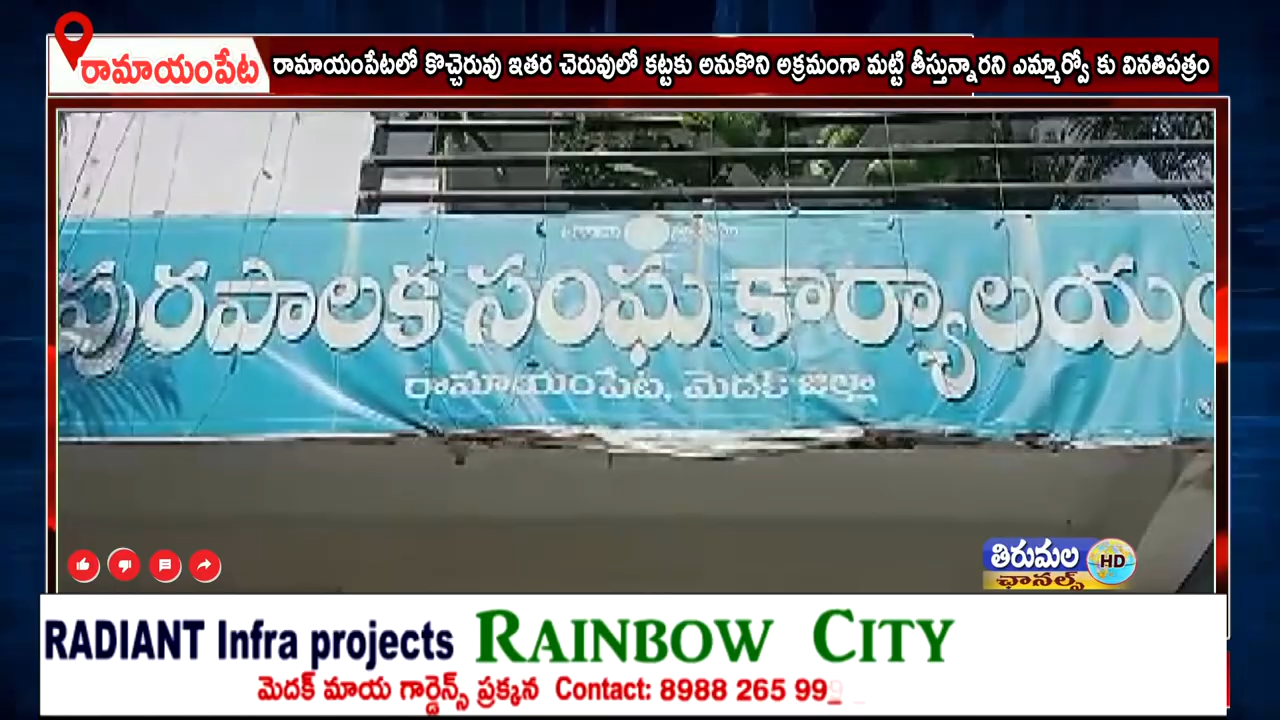 రామాయంపేట
రామాయంపేటలో కొచ్చెరువు ఇతర చెరువులో కట్టకు అనుకొని అక్రమంగా మట్టి తీస్తున్నారని ఎమ్మార్వో కు వినతిపత్రం
పురపాలక సంఘ కార్యాలయం
రామాయంపేట, మెదక్ జిల్లా
తిరుమల
HD
ఛానల్స్
RADIANT Infra projects RAINBOW CITY
మెదక్ మాయ గార్డెన్స్ ప్రక్కన Contact: 8988 265 99